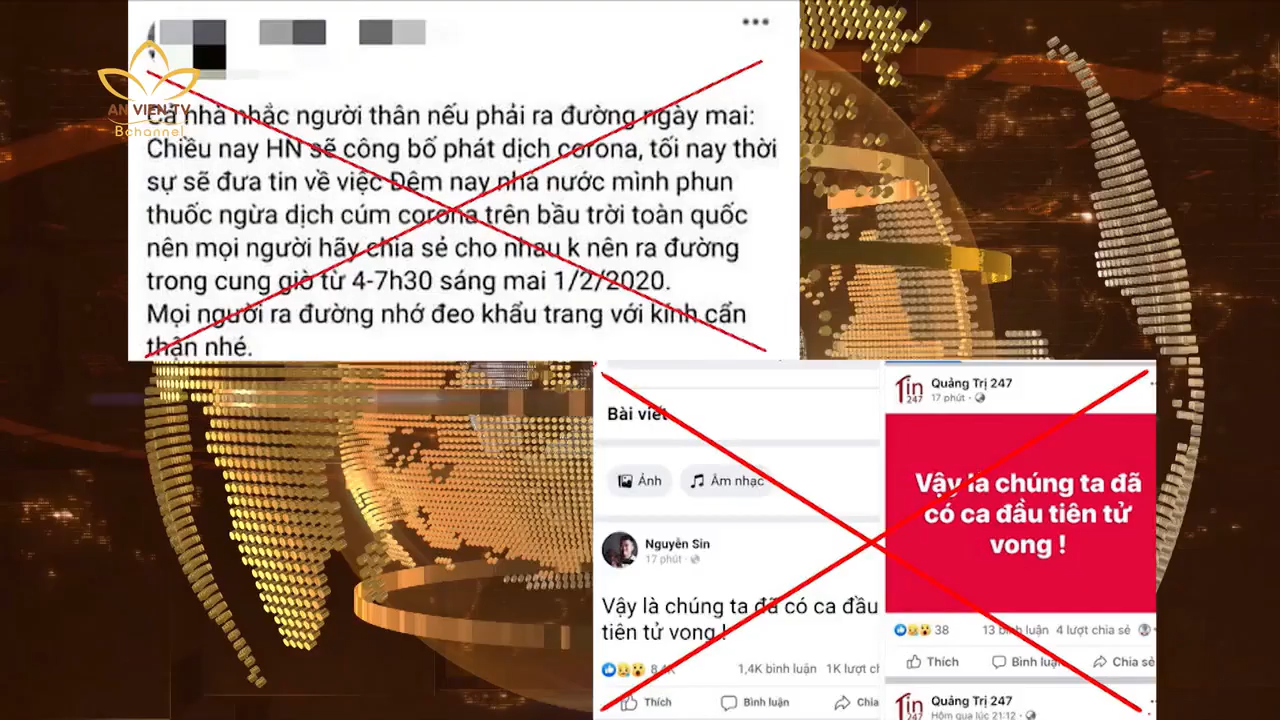 AN VIEN TV
Bchannel
Cả nhà nhắc người thân nếu phải ra đường ngày mai:
Chiều nay HN sẽ công bố phát dịch corona, tối nay thời
sự sẽ đưa tin về việc Đêm nay nhà nước mình phun
thuốc ngừa dịch cúm corona trên bầu trời toàn quốc
nên mọi người hãy chia sẻ cho nhau k nên ra đường
trong cung giờ từ 4-7h30 sáng mai 1/2/2020.
Mọi người ra đường nhớ đeo khẩu trang với kính cẩn
thận nhé.
Bài viết
Ảnh
Âm nhạc
Nguyễn Sin
17 phút
Vậy là chúng ta đã có ca đầu
tiên tử vong !
1,4K bình luận 1K lượt
Thích
Bình luận
Chia
Tin
247
Quảng Trị 247
17 phút
Vậy là chúng ta đã
có ca đầu tiên tử
vong !
38
13 bình luận 4 lượt chia sẻ
Thích
Bình luận
Chia sẻ
Tin
247
Quảng Trị 247
Hôm qua lúc 21:12